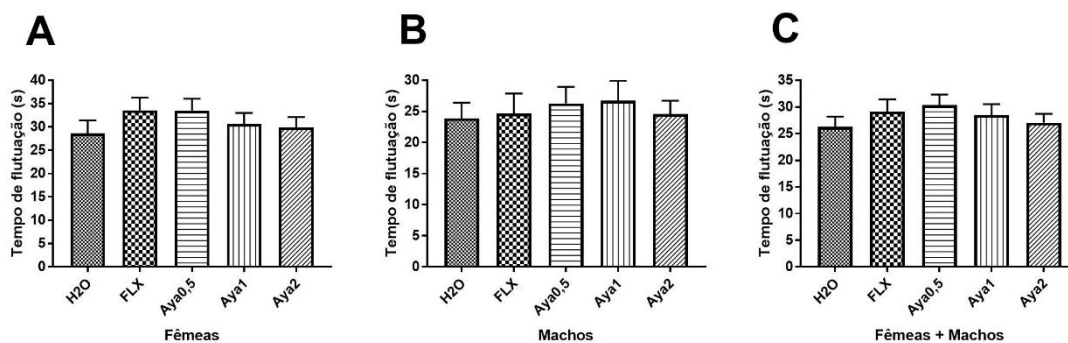 A
Tempo de flutuação (s)
40
35
30
25
20
15
10
5
0
H2O
FLX
Aya0,5
Aya1
Aya2
Fêmeas
B
Tempo de flutuação (s)
30
25
20
15
10
5
0
H2O
FLX
Aya0,5
Aya1
Aya2
Machos
C
Tempo de flutuação (s)
35
30
25
20
15
10
5
0
H2O
FLX
Aya0,5
Aya1
Aya2
Fêmeas + Machos